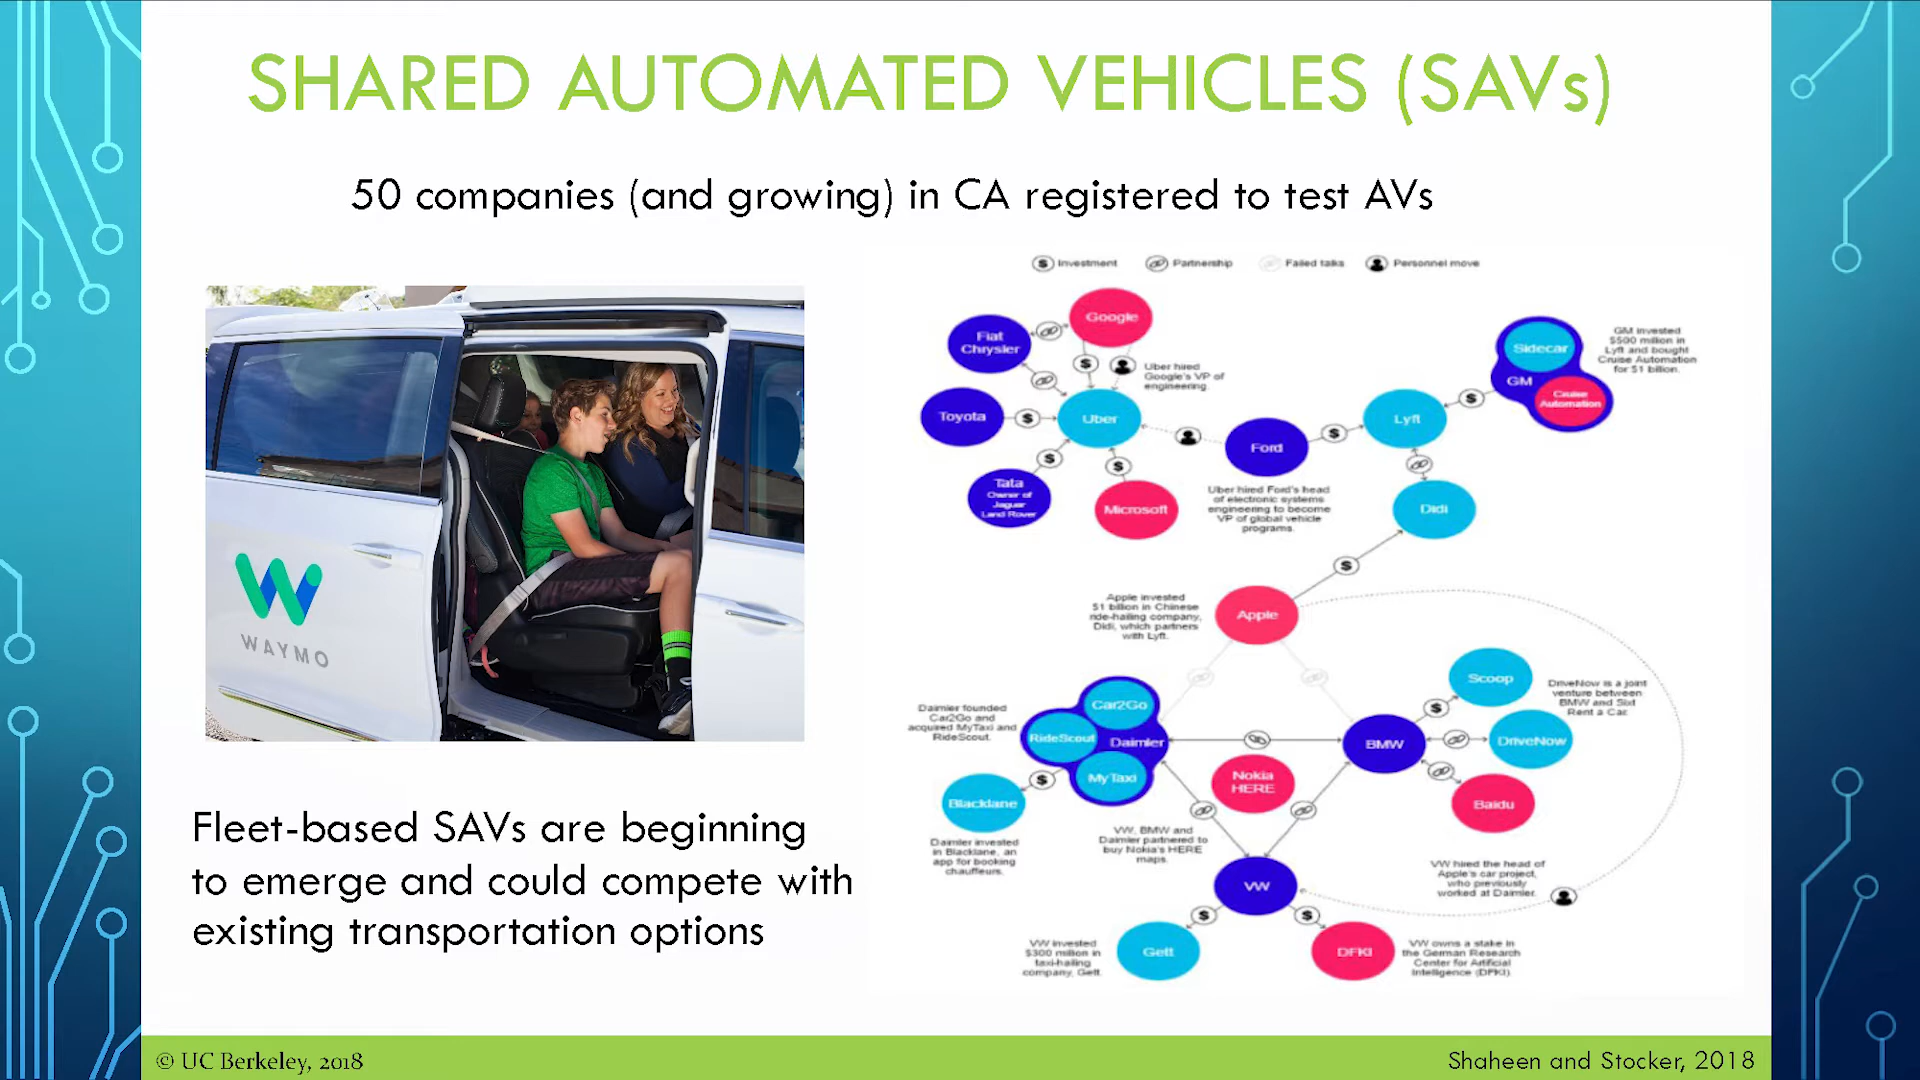 SHARED AUTOMATED VEHICLES (SAVs)
50 companies (and growing) in CA registered to test AVs
Investment
Partnership
Failed talks
Personnel move
Google
Fiat
Chrysler
Uber hired
Google's VP of
engineering.
Toyota
Uber
Tata
Owner of
Jaguar
Land Rover
Microsoft
Ford
Uber hired Ford's head
of electronic systems
engineering to become
VP of global vehicle
programs.
Lyft
Sidecar
GM
Cruise
Automation
GM invested
$500 million in
Lyft and bought
Cruise Automation
for $1 billion.
Didi
Apple invested
$1 billion in Chinese
ride-hailing company,
Didi, which partners
with Lyft.
Apple
WAYMO
Daimler founded
Car2Go and
acquired MyTaxi and
RideScout.
Car2Go
RideScout
Daimler
MyTaxi
Blacklane
Daimler invested
in Blacklane, an
app for booking
chauffeurs.
Nokia
HERE
VW, BMW and
Daimler partnered to
buy Nokia's HERE
maps.
BMW
Scoop
DriveNow
DriveNow is a joint
venture between
BMW and Sixt
Rent a Car.
Baidu
VW hired the head of
Apple's car project,
who previously
worked at Daimler.
VW
VW invested
$300 million in
taxi-hailing
company, Gett.
Gett
DFKI
VW owns a stake in
the German Research
Center for Artificial
Intelligence (DFKI).
Fleet-based SAVs are beginning
to emerge and could compete with
existing transportation options
© UC Berkeley, 2018
Shaheen and Stocker, 2018